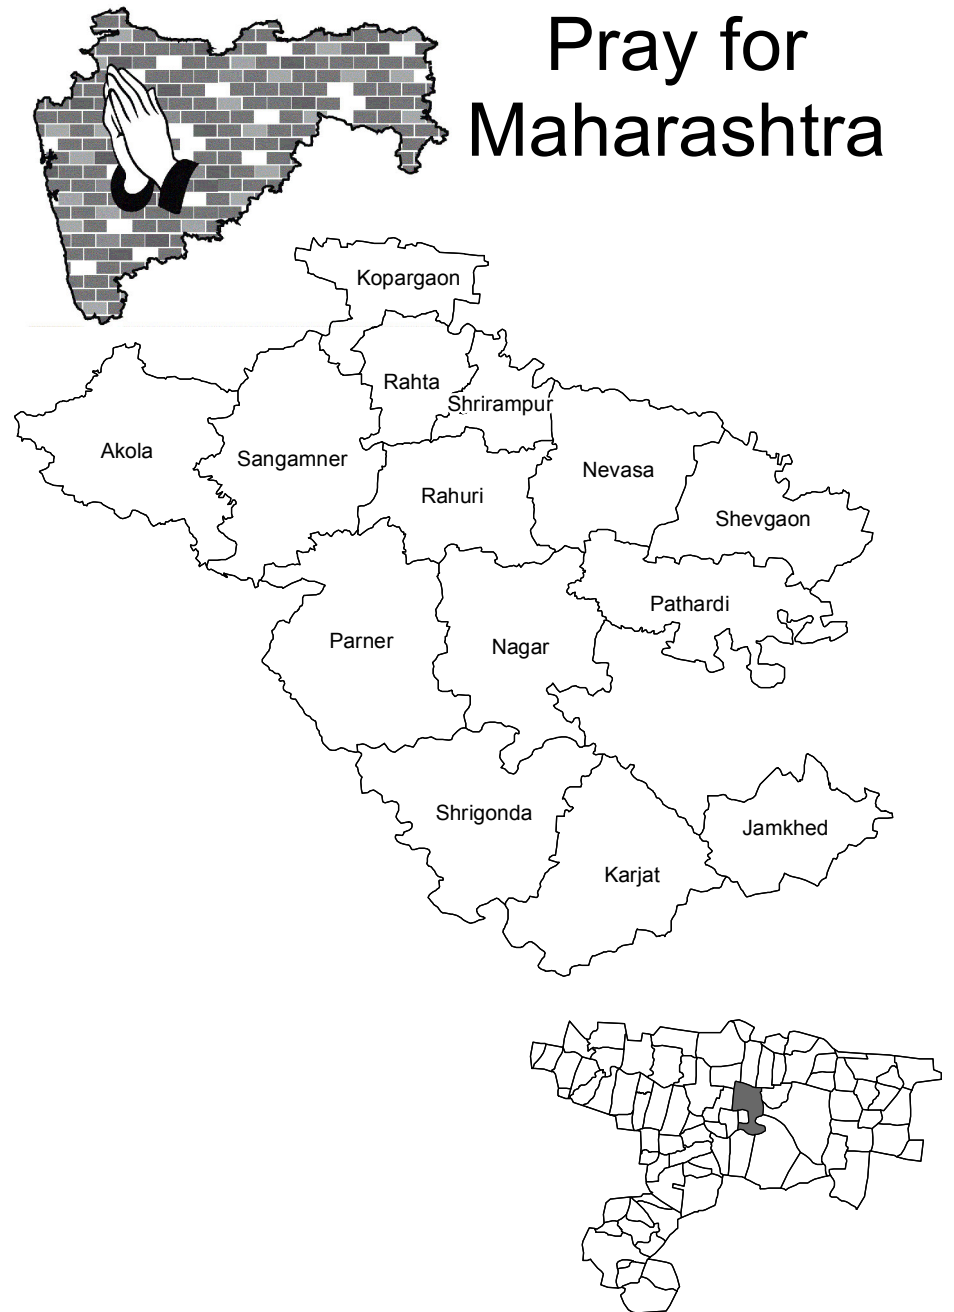 Pray for
Maharashtra
Kopargaon
Rahta
Shrirampur
Akola
Sangamner
Nevasa
Rahuri
Shevgaon
Pathardi
Parner
Nagar
Shrigonda
Jamkhed
Karjat